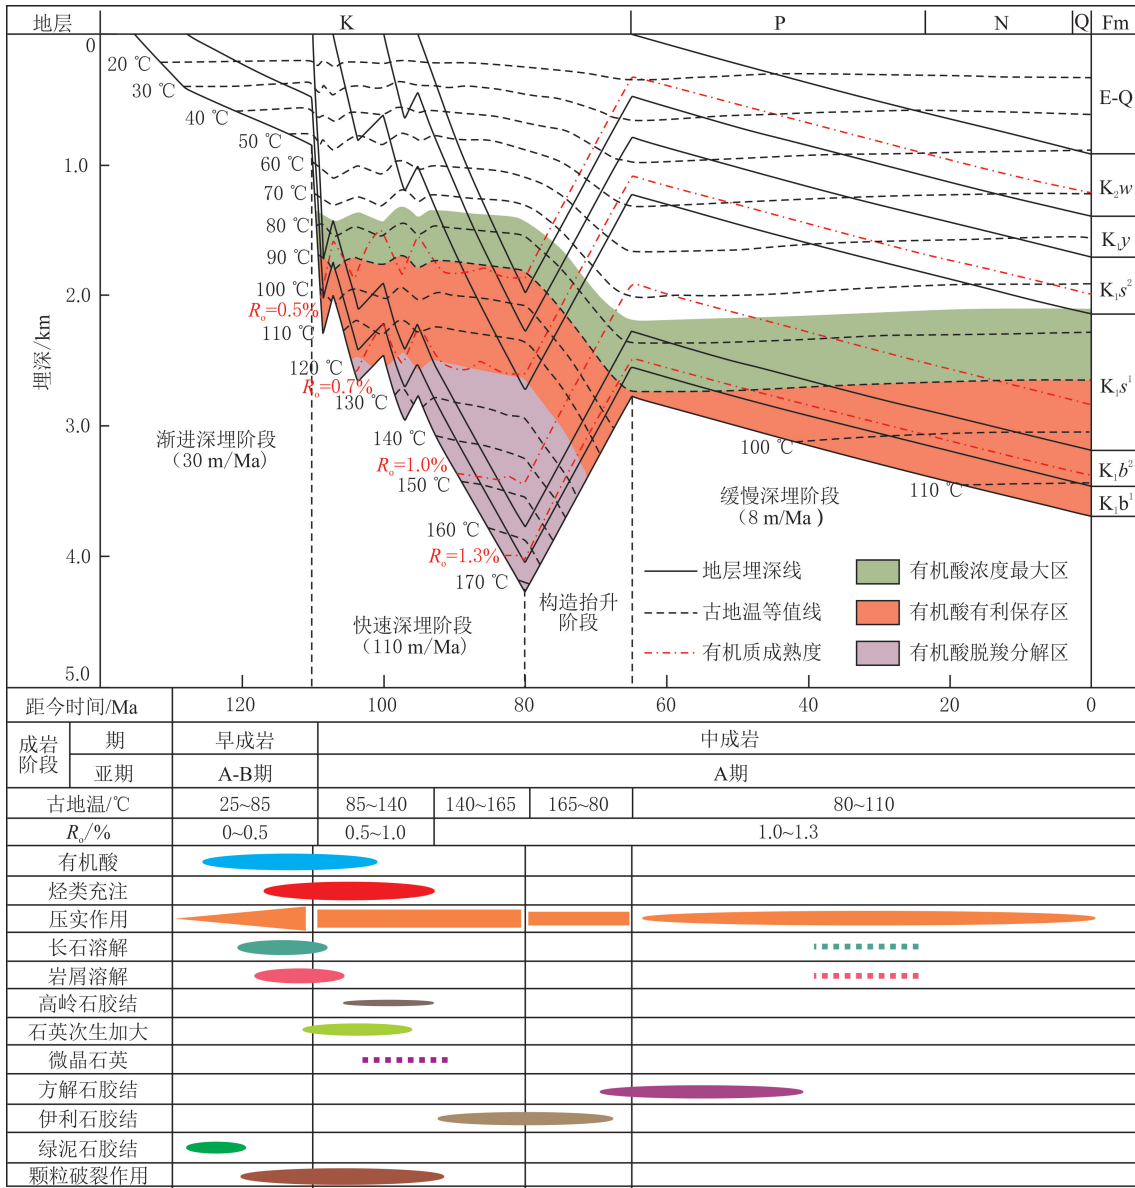 地层 K P N Q Fm
0
20 ℃
30 ℃
40 ℃
50 ℃
60 ℃
70 ℃
80 ℃
90 ℃
100 ℃
Rₒ=0.5%
110 ℃
120 ℃
Rₒ=0.7%
130 ℃
140 ℃
Rₒ=1.0%
150 ℃
160 ℃
Rₒ=1.3%
170 ℃
100 ℃
110 ℃
1.0
2.0
3.0
4.0
5.0
埋深/km
E-Q
K₂w
K₁y
K₁s²
K₁s¹
K₁b²
K₁b¹
渐进深埋阶段
（30 m/Ma）
快速深埋阶段
（110 m/Ma）
构造抬升
阶段
缓慢深埋阶段
（8 m/Ma ）
地层埋深线
古地温等值线
有机质成熟度
有机酸浓度最大区
有机酸有利保存区
有机酸脱羧分解区
距今时间/Ma 120 100 80 60 40 20 0
成岩
阶段
期 早成岩 中成岩
亚期 A-B期 A期
古地温/℃ 25~85 85~140 140~165 165~80 80~110
Rₒ/% 0~0.5 0.5~1.0 1.0~1.3
有机酸
烃类充注
压实作用
长石溶解
岩屑溶解
高岭石胶结
石英次生加大
微晶石英
方解石胶结
伊利石胶结
绿泥石胶结
颗粒破裂作用